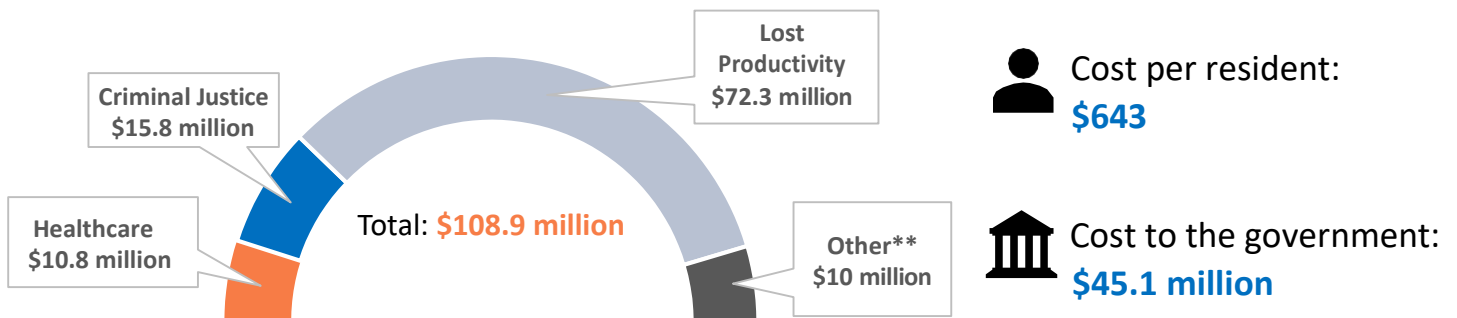 Lost
Productivity
$72.3 million
Criminal Justice
$15.8 million
Healthcare
$10.8 million
Total: $108.9 million
Other**
$10 million
Cost per resident:
$643
Cost to the government:
$45.1 million